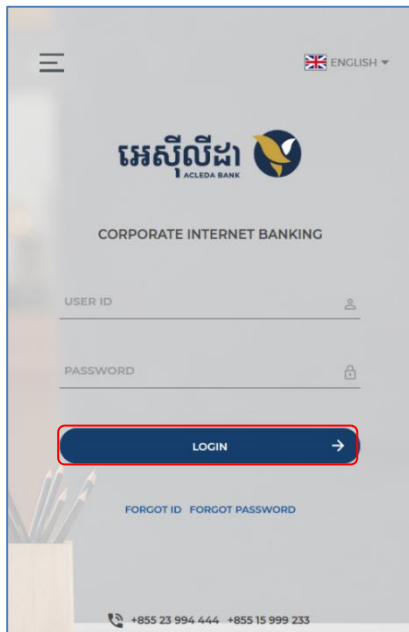 ENGLISH
អេស៊ីលីដា
ACLEDA BANK
CORPORATE INTERNET BANKING
USER ID
PASSWORD
LOGIN
FORGOT ID FORGOT PASSWORD
+855 23 994 444 +855 15 999 233